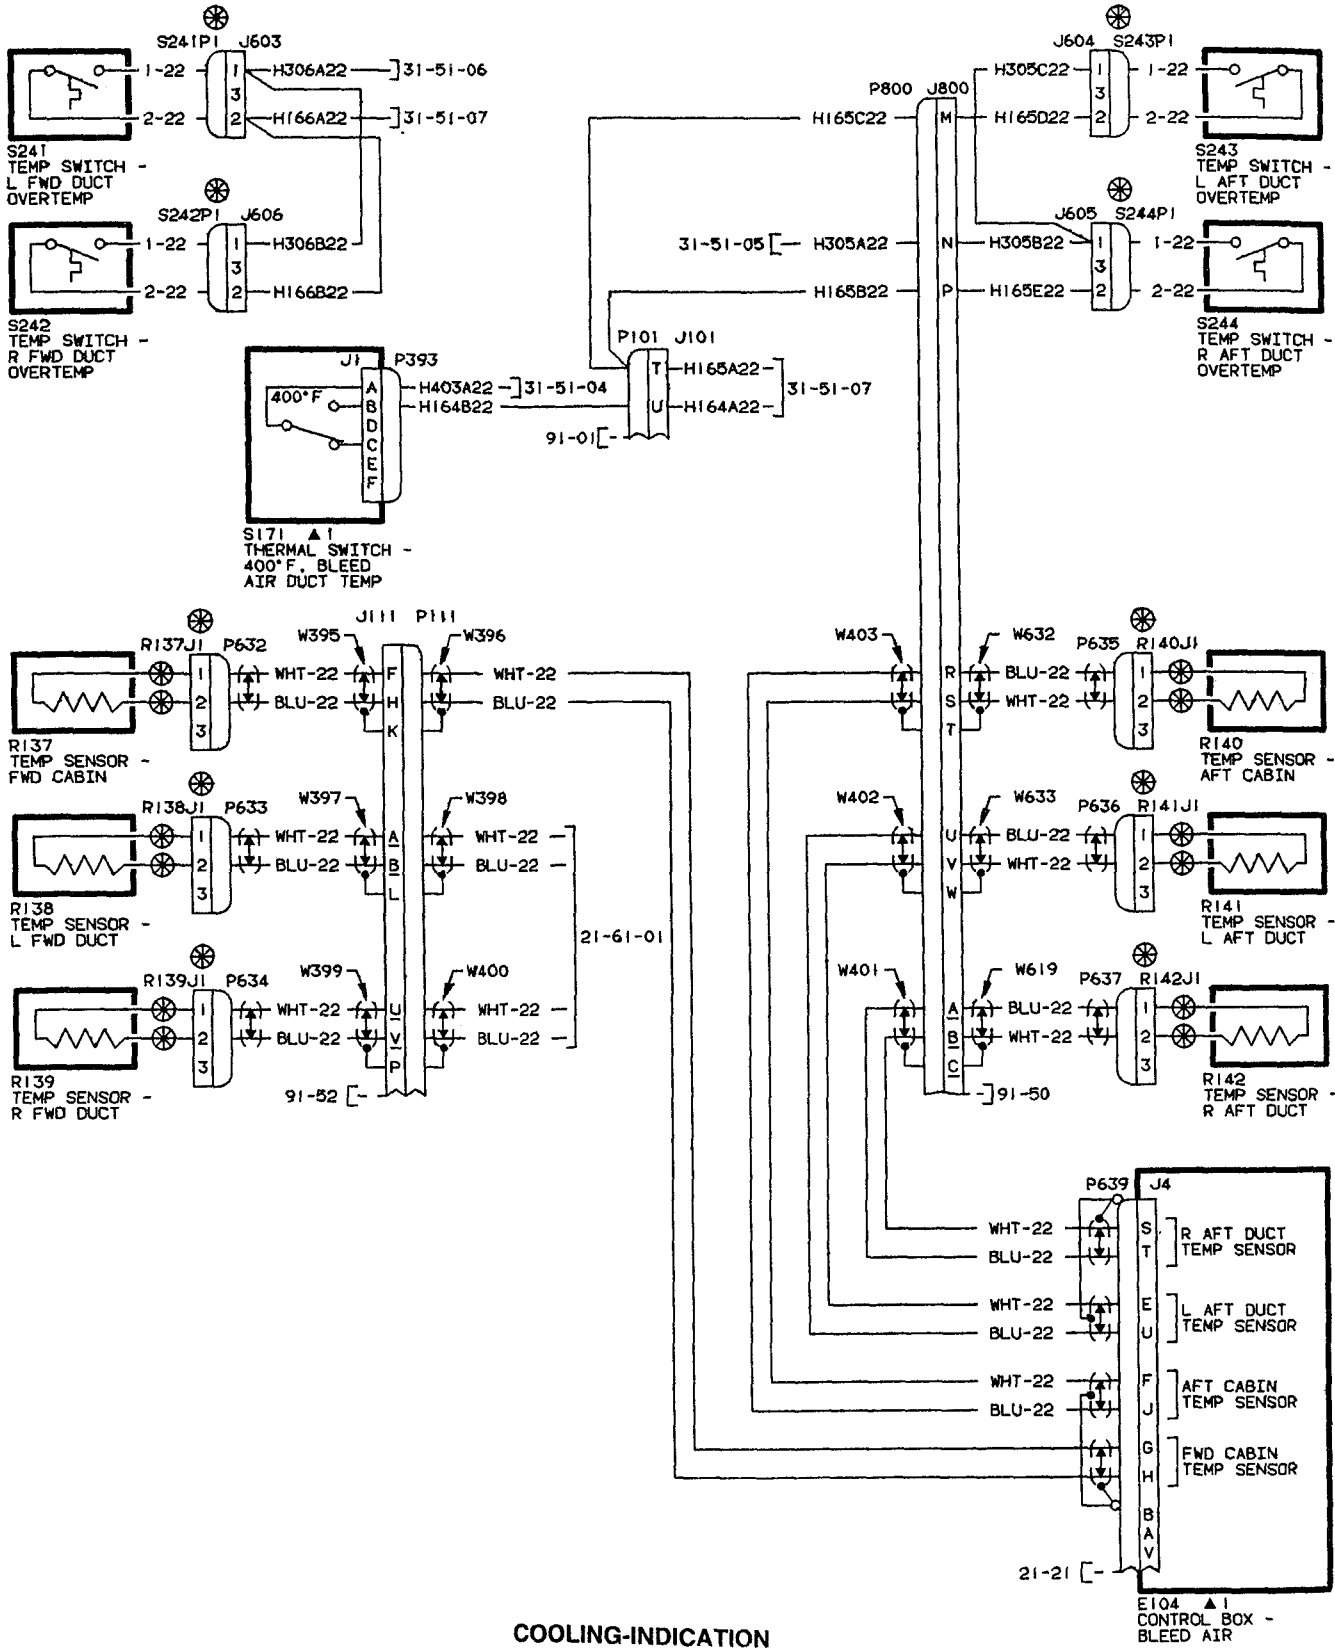 S241P1 J603
1-22 1 H306A22 31-51-06
3
2-22 2 H166A22 31-51-07
S241
TEMP SWITCH -
L FWD DUCT
OVERTEMP
S242P1 J606
1-22 1 H306B22
3
2-22 2 H166B22
S242
TEMP SWITCH -
R FWD DUCT
OVERTEMP
J604 S243P1
H305C22 1 1-22
3
P800 J800
H165C22 M H165D22 2 2-22
S243
TEMP SWITCH -
L AFT DUCT
OVERTEMP
J605 S244P1
31-51-05 H305A22 N H305B22 1 1-22
3
H165B22 P H165E22 2 2-22
S244
TEMP SWITCH -
R AFT DUCT
OVERTEMP
J1 P393
400°F
A H403A22 31-51-04
B H164B22
D
C
E
F
P101 J101
T H165A22
U H164A22
31-51-07
91-01
S171 ▲1
THERMAL SWITCH -
400°F, BLEED
AIR DUCT TEMP
R137J1 P632 W395 J111 P111 W396
1 WHT-22 F WHT-22
2 BLU-22 H BLU-22
3 K
R137
TEMP SENSOR -
FWD CABIN
R138J1 P633 W397 W398
1 WHT-22 A WHT-22
2 BLU-22 B BLU-22
3 L
R138
TEMP SENSOR -
L FWD DUCT
21-61-01
R139J1 P634 W399 W400
1 WHT-22 U WHT-22
2 BLU-22 V BLU-22
3 P
R139
TEMP SENSOR -
R FWD DUCT
91-52
W403 W632 P635 R140J1
R BLU-22 1
S WHT-22 2
T 3
R140
TEMP SENSOR -
AFT CABIN
W402 W633 P636 R141J1
U BLU-22 1
V WHT-22 2
W 3
R141
TEMP SENSOR -
L AFT DUCT
W401 W619 P637 R142J1
A BLU-22 1
B WHT-22 2
C 3
91-50
R142
TEMP SENSOR -
R AFT DUCT
P639 J4
WHT-22 S
BLU-22 T
R AFT DUCT
TEMP SENSOR
WHT-22 E
BLU-22 U
L AFT DUCT
TEMP SENSOR
WHT-22 F
BLU-22 J
AFT CABIN
TEMP SENSOR
G
H
FWD CABIN
TEMP SENSOR
B
A
V
21-21
E104 ▲1
CONTROL BOX -
BLEED AIR
COOLING-INDICATION